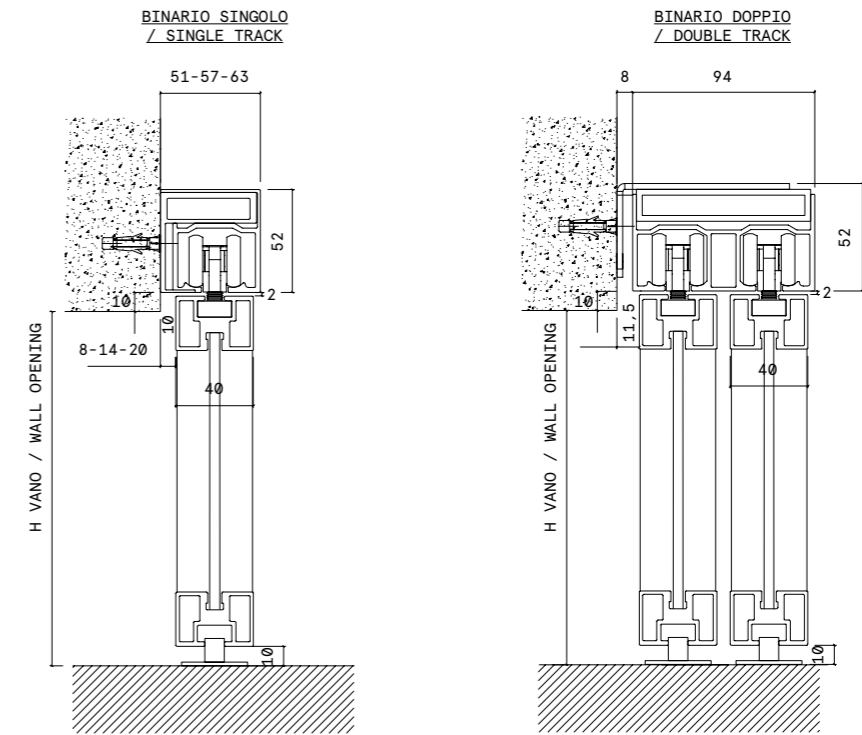 BINARIO SINGOLO
/ SINGLE TRACK
51-57-63
52
2
10
10
8-14-20
40
H VANO / WALL OPENING
10
BINARIO DOPPIO
/ DOUBLE TRACK
8
94
52
2
10
11,5
40
H VANO / WALL OPENING
10